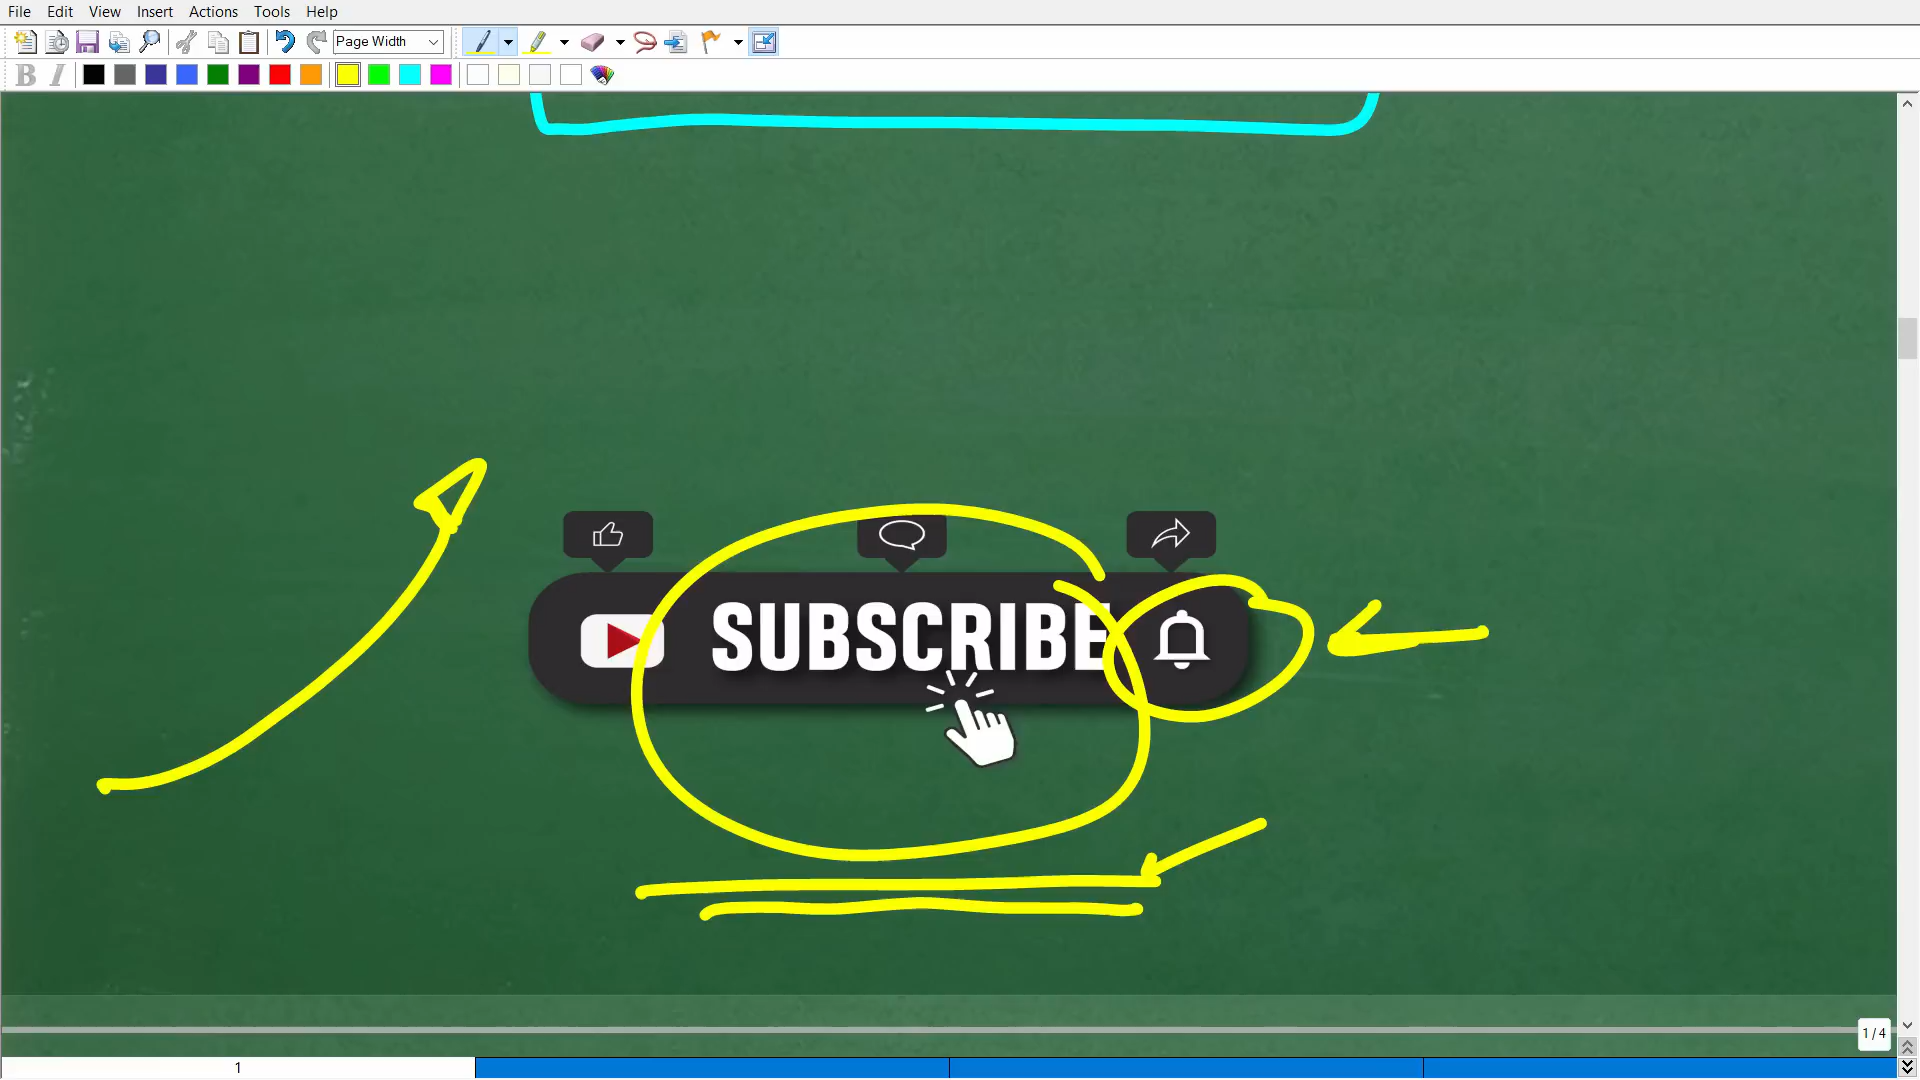 File Edit View Insert Actions Tools Help
Page Width
B I
SUBSCRIBE
1 / 4
1